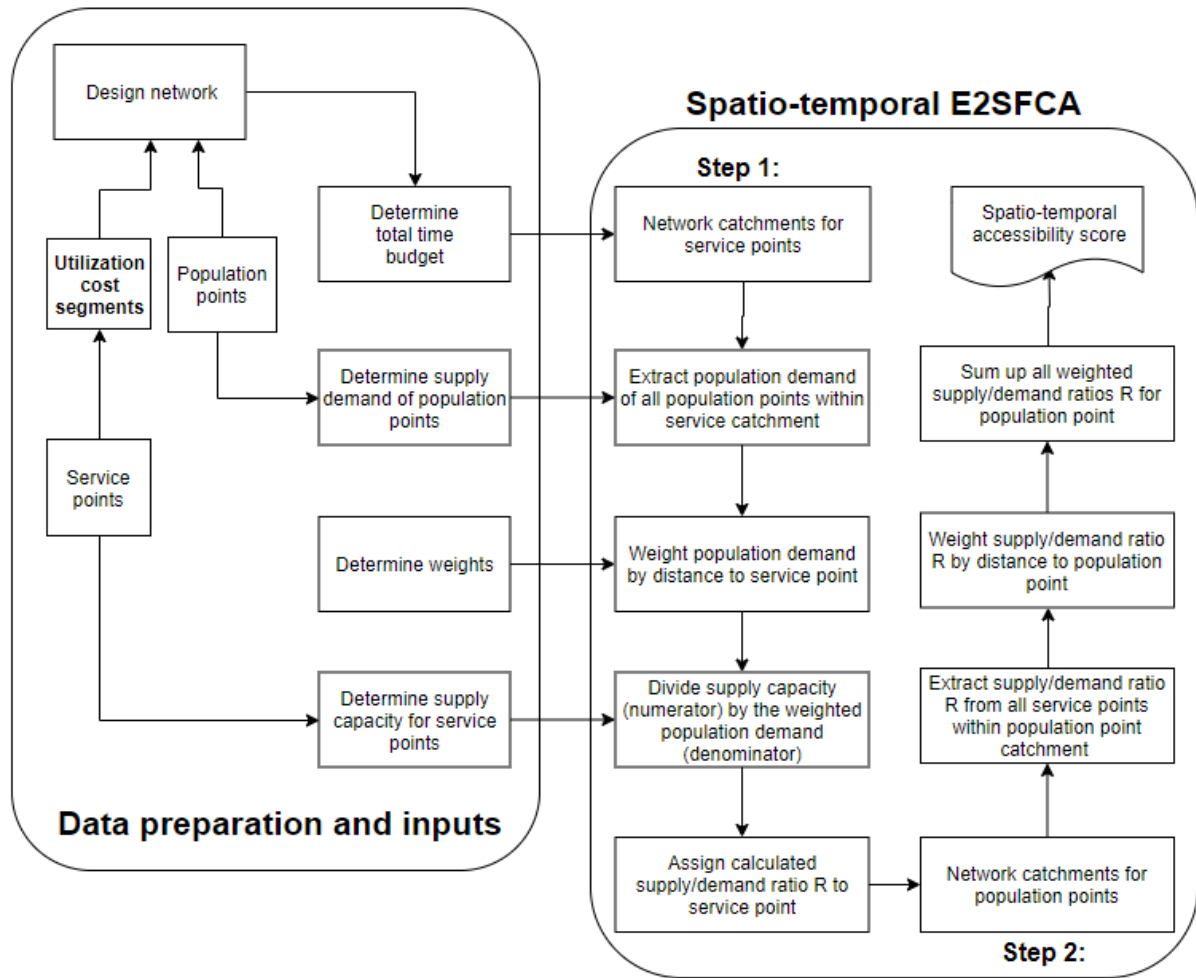 Design network
Utilization
cost
segments
Population
points
Determine
total time
budget
Determine supply
demand of population
points
Service
points
Determine weights
Determine supply
capacity for service
points
Data preparation and inputs
Spatio-temporal E2SFCA
Step 1:
Network catchments for
service points
Extract population demand
of all population points within
service catchment
Weight population demand
by distance to service point
Divide supply capacity
(numerator) by the weighted
population demand
(denominator)
Assign calculated
supply/demand ratio R to
service point
Spatio-temporal
accessibility score
Sum up all weighted
supply/demand ratios R for
population point
Weight supply/demand ratio
R by distance to population
point
Extract supply/demand ratio
R from all service points
within population point
catchment
Network catchments for
population points
Step 2: